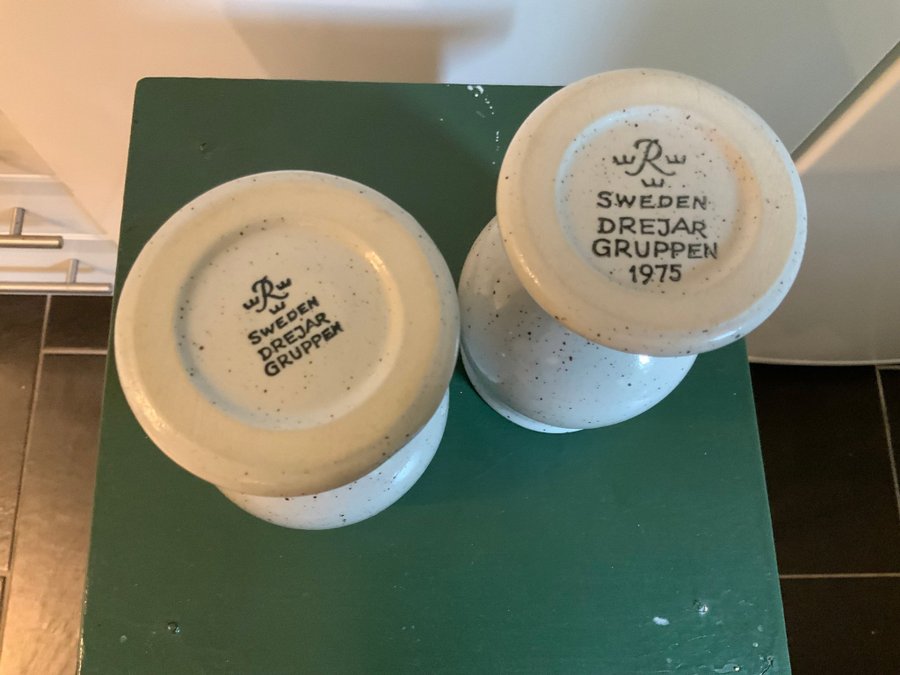 R
SWEDEN
DREJAR
GRUPPEN
R
SWEDEN
DREJAR
GRUPPEN
1975